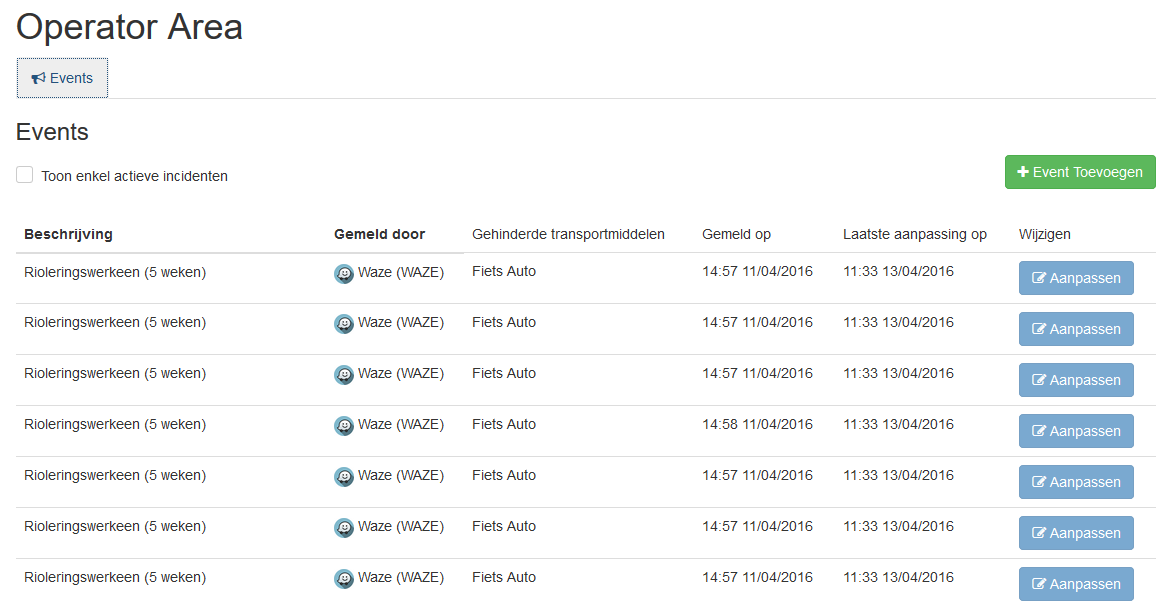 Operator Area
Events
Events
Toon enkel actieve incidenten
Event Toevoegen
Beschrijving Gemeld door Gehinderde transportmiddelen Gemeld op Laatste aanpassing op Wijzigen
Rioleringswerkeen (5 weken) Waze (WAZE) Fiets Auto 14:57 11/04/2016 11:33 13/04/2016 Aanpassen
Rioleringswerkeen (5 weken) Waze (WAZE) Fiets Auto 14:57 11/04/2016 11:33 13/04/2016 Aanpassen
Rioleringswerkeen (5 weken) Waze (WAZE) Fiets Auto 14:57 11/04/2016 11:33 13/04/2016 Aanpassen
Rioleringswerkeen (5 weken) Waze (WAZE) Fiets Auto 14:58 11/04/2016 11:33 13/04/2016 Aanpassen
Rioleringswerkeen (5 weken) Waze (WAZE) Fiets Auto 14:57 11/04/2016 11:33 13/04/2016 Aanpassen
Rioleringswerkeen (5 weken) Waze (WAZE) Fiets Auto 14:57 11/04/2016 11:33 13/04/2016 Aanpassen
Rioleringswerkeen (5 weken) Waze (WAZE) Fiets Auto 14:57 11/04/2016 11:33 13/04/2016 Aanpassen